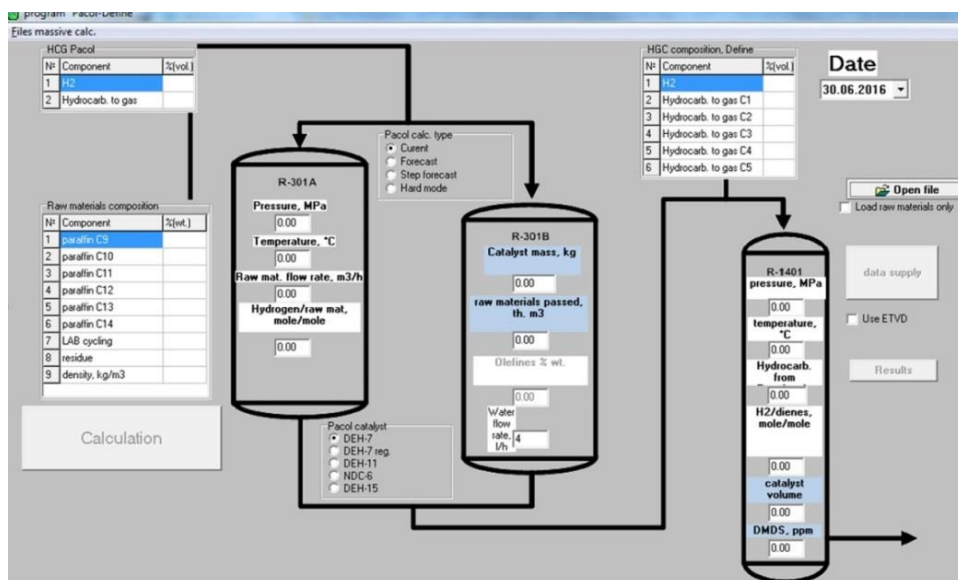 program "Pacol-Define"
Files massive calc.
HCG Pacol
№ Component %(vol.)
1 H2
2 Hydrocarb. to gas
Raw materials composition
№ Component %(wt.)
1 paraffin C9
2 paraffin C10
3 paraffin C11
4 paraffin C12
5 paraffin C13
6 paraffin C14
7 LAB cycling
8 residue
9 density, kg/m3
Calculation
R-301A
Pressure, MPa
0.00
Temperature, °C
0.00
Raw mat. flow rate, m3/h
0.00
Hydrogen/raw mat,
mole/mole
0.00
Pacol calc. type
Curent
Forecast
Step forecast
Hard mode
Pacol catalyst
DEH-7
DEH-7 reg.
DEH-11
NDC-6
DEH-15
R-301B
Catalyst mass, kg
0.00
raw materials passed,
th. m3
0.00
Olefines % wt.
0.00
Water
flow
rate,
l/h
4
HGC composition, Define
№ Component %(vol.)
1 H2
2 Hydrocarb. to gas C1
3 Hydrocarb. to gas C2
4 Hydrocarb. to gas C3
5 Hydrocarb. to gas C4
6 Hydrocarb. to gas C5
R-1401
pressure, MPa
0.00
temperature,
°C
0.00
Hydrocarb.
from
0.00
H2/dienes,
mole/mole
0.00
catalyst
volume
0.00
DMDS, ppm
0.00
Date
30.06.2016
Open file
Load raw materials only
data supply
Use ETVD
Results